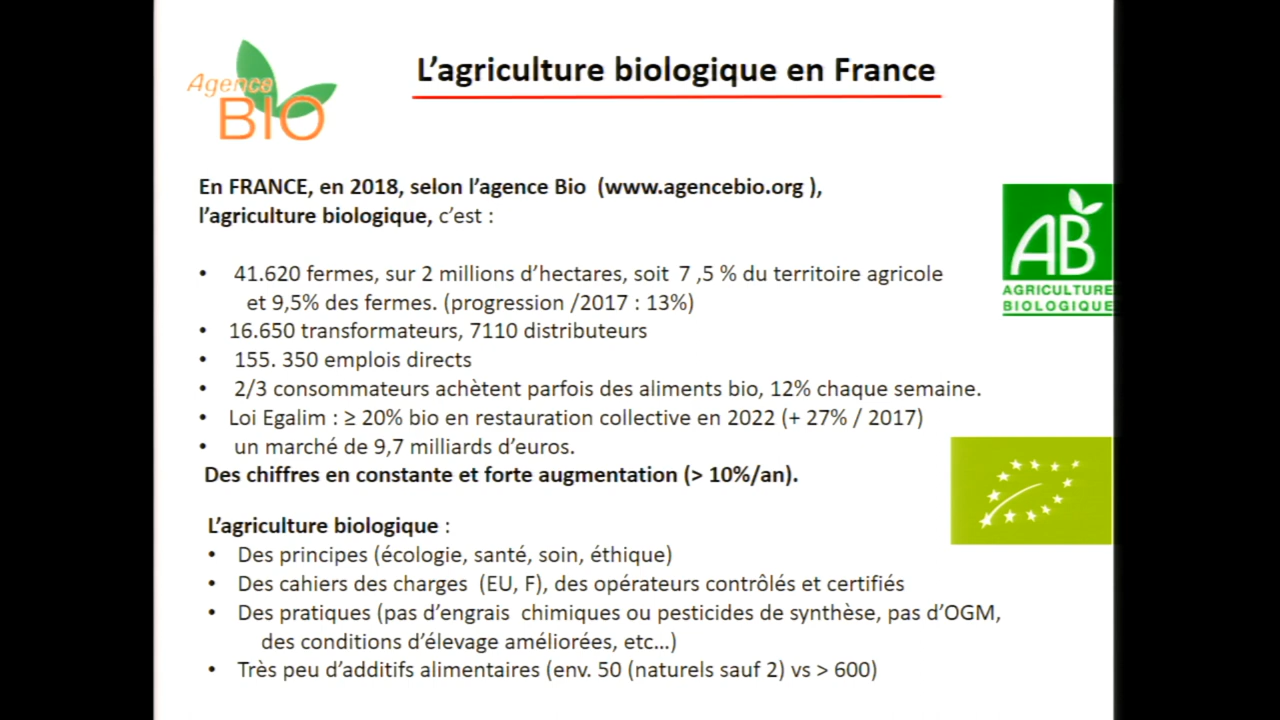 Agence
BIO
L'agriculture biologique en France
En FRANCE, en 2018, selon l'agence Bio (www.agencebio.org ),
l'agriculture biologique, c'est :
• 41.620 fermes, sur 2 millions d'hectares, soit 7 ,5 % du territoire agricole
et 9,5% des fermes. (progression /2017 : 13%)
• 16.650 transformateurs, 7110 distributeurs
• 155. 350 emplois directs
• 2/3 consommateurs achètent parfois des aliments bio, 12% chaque semaine.
• Loi Egalim : ≥ 20% bio en restauration collective en 2022 (+ 27% / 2017)
• un marché de 9,7 milliards d'euros.
Des chiffres en constante et forte augmentation (> 10%/an).
AB
AGRICULTURE
BIOLOGIQUE
L'agriculture biologique :
• Des principes (écologie, santé, soin, éthique)
• Des cahiers des charges (EU, F), des opérateurs contrôlés et certifiés
• Des pratiques (pas d'engrais chimiques ou pesticides de synthèse, pas d'OGM,
des conditions d'élevage améliorées, etc...)
• Très peu d'additifs alimentaires (env. 50 (naturels sauf 2) vs > 600)